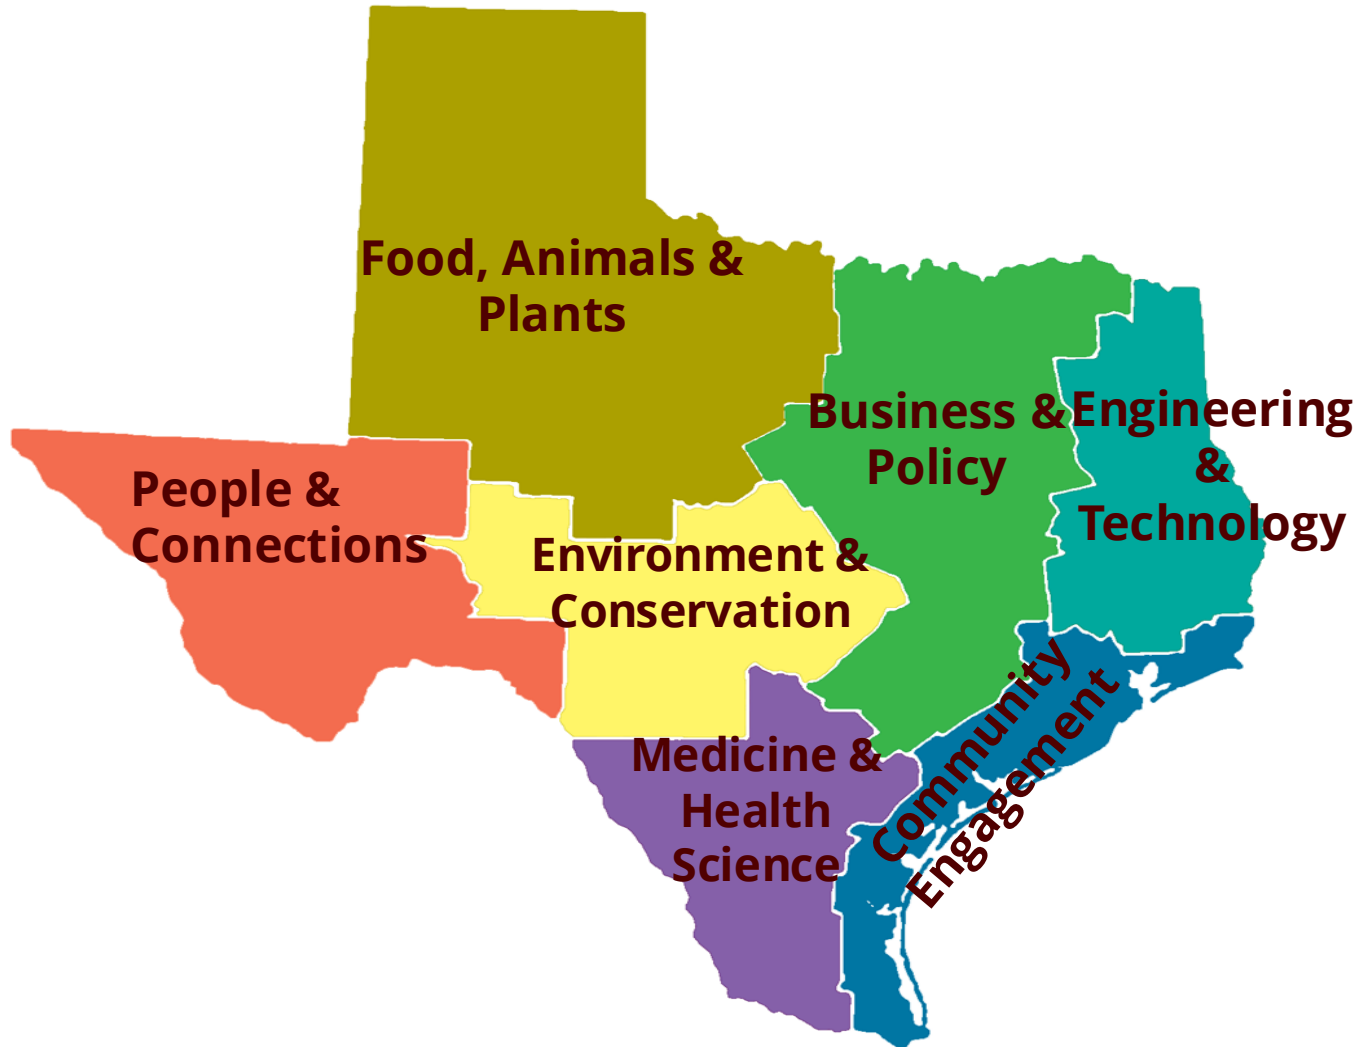 Food, Animals &
Plants
Business &
Policy
Engineering
&
Technology
People &
Connections
Environment &
Conservation
Medicine &
Health
Science
Community
Engagement